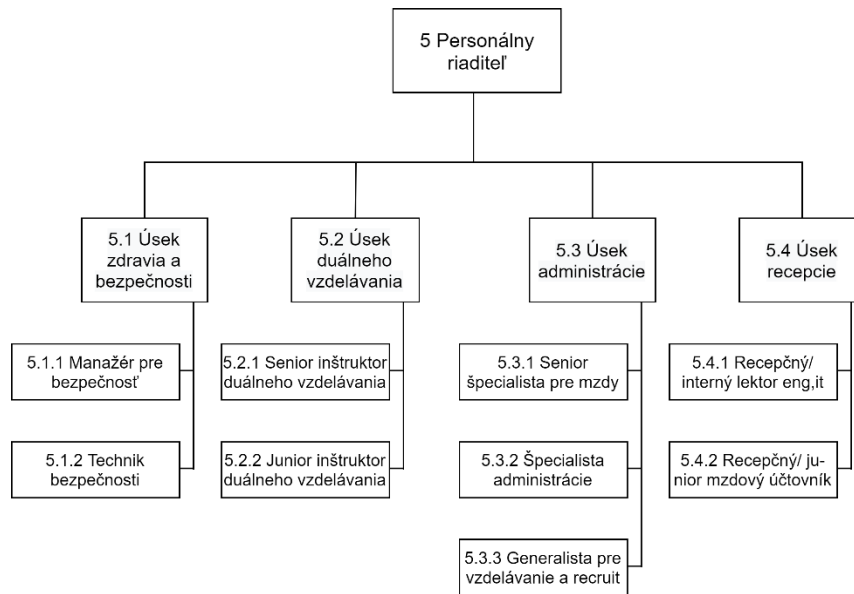 5 Personálny
riaditeľ
5.1 Úsek
zdravia a
bezpečnosti
5.2 Úsek
duálneho
vzdelávania
5.3 Úsek
administrácie
5.4 Úsek
recepcie
5.1.1 Manažér pre
bezpečnosť
5.2.1 Senior inštruktor
duálneho vzdelávania
5.3.1 Senior
špecialista pre mzdy
5.4.1 Recepčný/
interný lektor eng,it
5.1.2 Technik
bezpečnosti
5.2.2 Junior inštruktor
duálneho vzdelávania
5.3.2 Špecialista
administrácie
5.4.2 Recepčný/ ju-
nior mzdový účtovník
5.3.3 Generalista pre
vzdelávanie a recruit